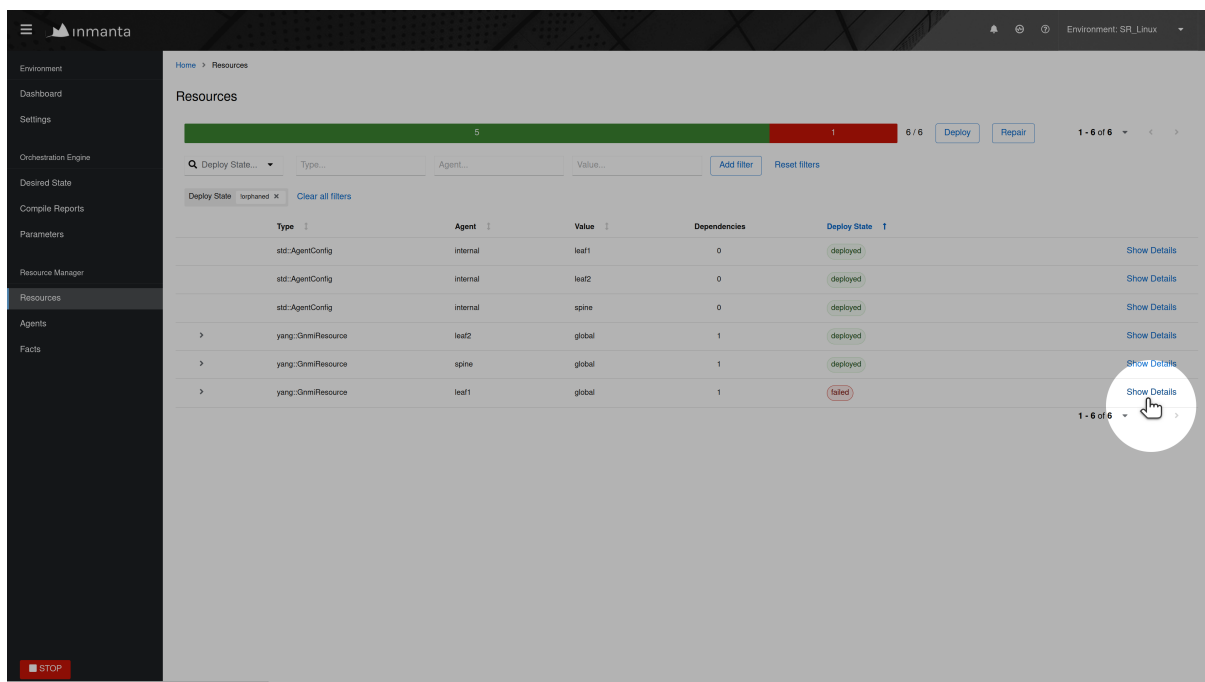 inmanta
Environment: SR_Linux
Environment
Dashboard
Settings
Orchestration Engine
Desired State
Compile Reports
Parameters
Resource Manager
Resources
Agents
Facts
STOP
Home > Resources
Resources
5 1 6 / 6 Deploy Repair 1 - 6 of 6
Deploy State... Type... Agent... Value... Add filter Reset filters
Deploy State !orphaned × Clear all filters
Type Agent Value Dependencies Deploy State
std::AgentConfig internal leaf1 0 deployed Show Details
std::AgentConfig internal leaf2 0 deployed Show Details
std::AgentConfig internal spine 0 deployed Show Details
yang::GnmiResource leaf2 global 1 deployed Show Details
yang::GnmiResource spine global 1 deployed Show Details
yang::GnmiResource leaf1 global 1 failed Show Details
1 - 6 of 6